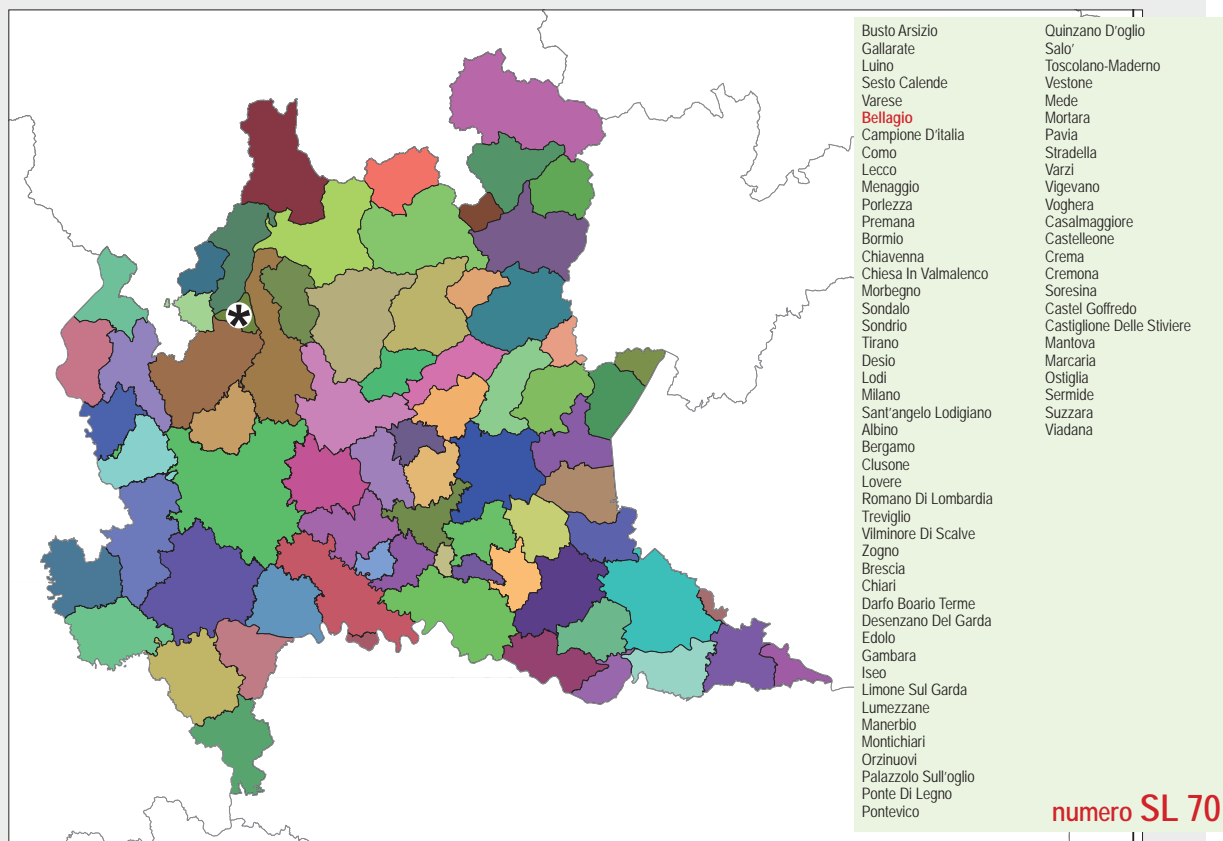 Busto Arsizio
Gallarate
Luino
Sesto Calende
Varese
Bellagio
Campione D'italia
Como
Lecco
Menaggio
Porlezza
Premana
Bormio
Chiavenna
Chiesa In Valmalenco
Morbegno
Sondalo
Sondrio
Tirano
Desio
Lodi
Milano
Sant'angelo Lodigiano
Albino
Bergamo
Clusone
Lovere
Romano Di Lombardia
Treviglio
Vilminore Di Scalve
Zogno
Brescia
Chiari
Darfo Boario Terme
Desenzano Del Garda
Edolo
Gambara
Iseo
Limone Sul Garda
Lumezzane
Manerbio
Montichiari
Orzinuovi
Palazzolo Sull'oglio
Ponte Di Legno
Pontevico
Quinzano D'oglio
Salo'
Toscolano-Maderno
Vestone
Mede
Mortara
Pavia
Stradella
Varzi
Vigevano
Voghera
Casalmaggiore
Castelleone
Crema
Cremona
Soresina
Castel Goffredo
Castiglione Delle Stiviere
Mantova
Marcaria
Ostiglia
Sermide
Suzzara
Viadana
numero SL 70